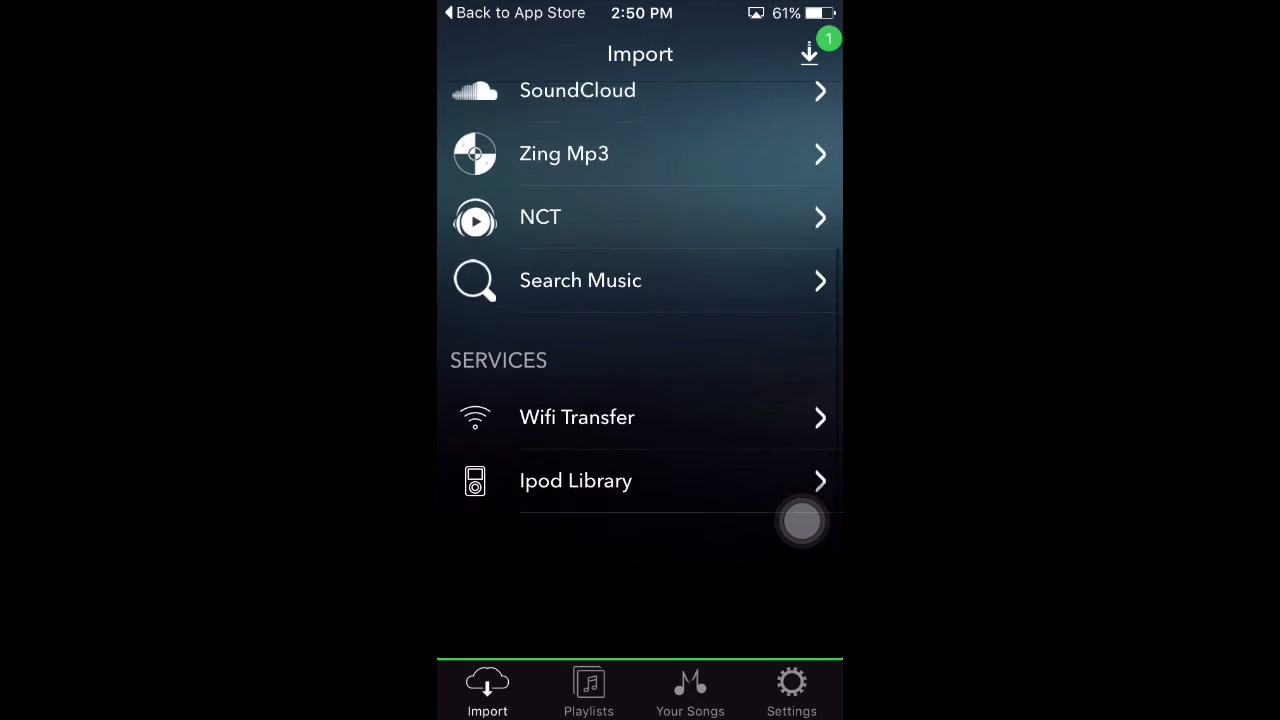 Back to App Store 2:50 PM 61%
1
Import
SoundCloud
Zing Mp3
NCT
Search Music
SERVICES
Wifi Transfer
Ipod Library
Import Playlists Your Songs Settings